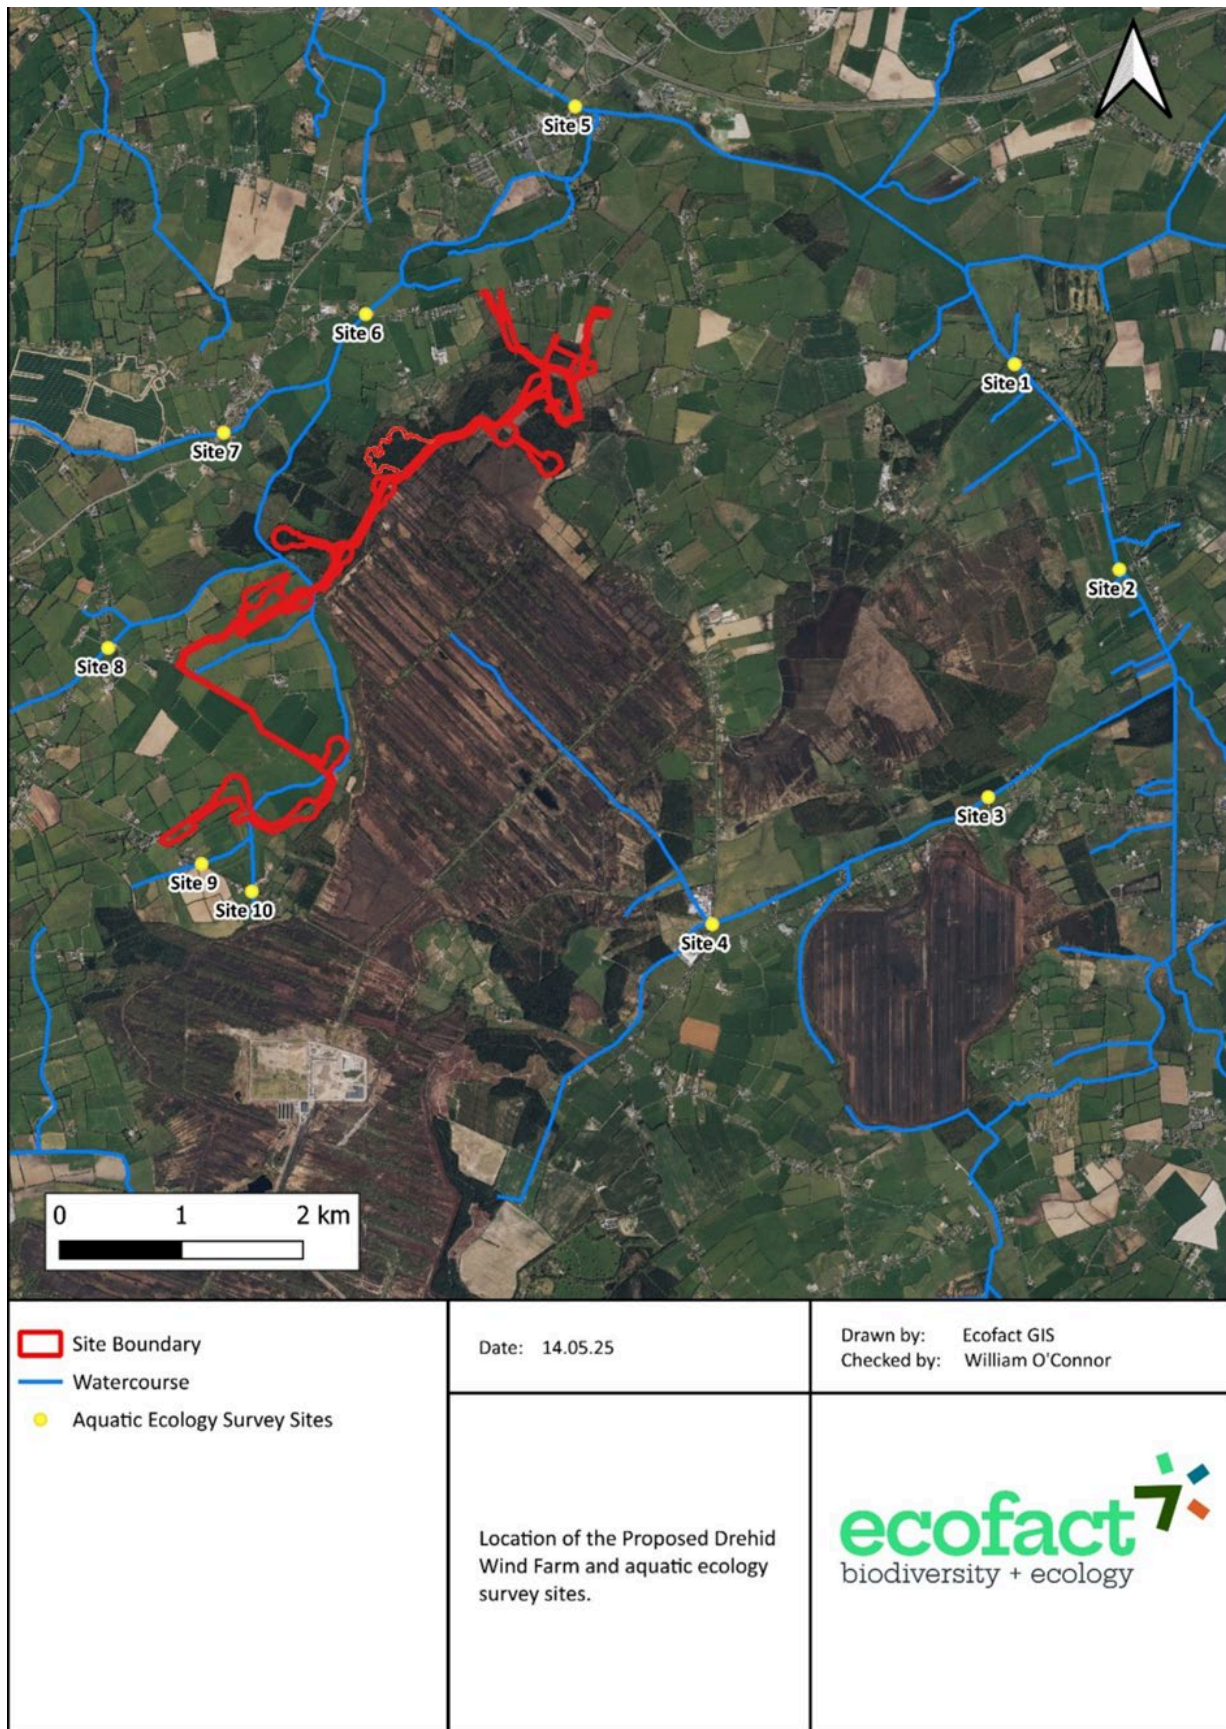 Site 5
Site 6
Site 1
Site 7
Site 2
Site 8
Site 3
Site 9
Site 10
Site 4
0 1 2 km
Site Boundary
Watercourse
Aquatic Ecology Survey Sites
Date: 14.05.25
Drawn by: Ecofact GIS
Checked by: William O'Connor
Location of the Proposed Drehid
Wind Farm and aquatic ecology
survey sites.
ecofact
biodiversity + ecology